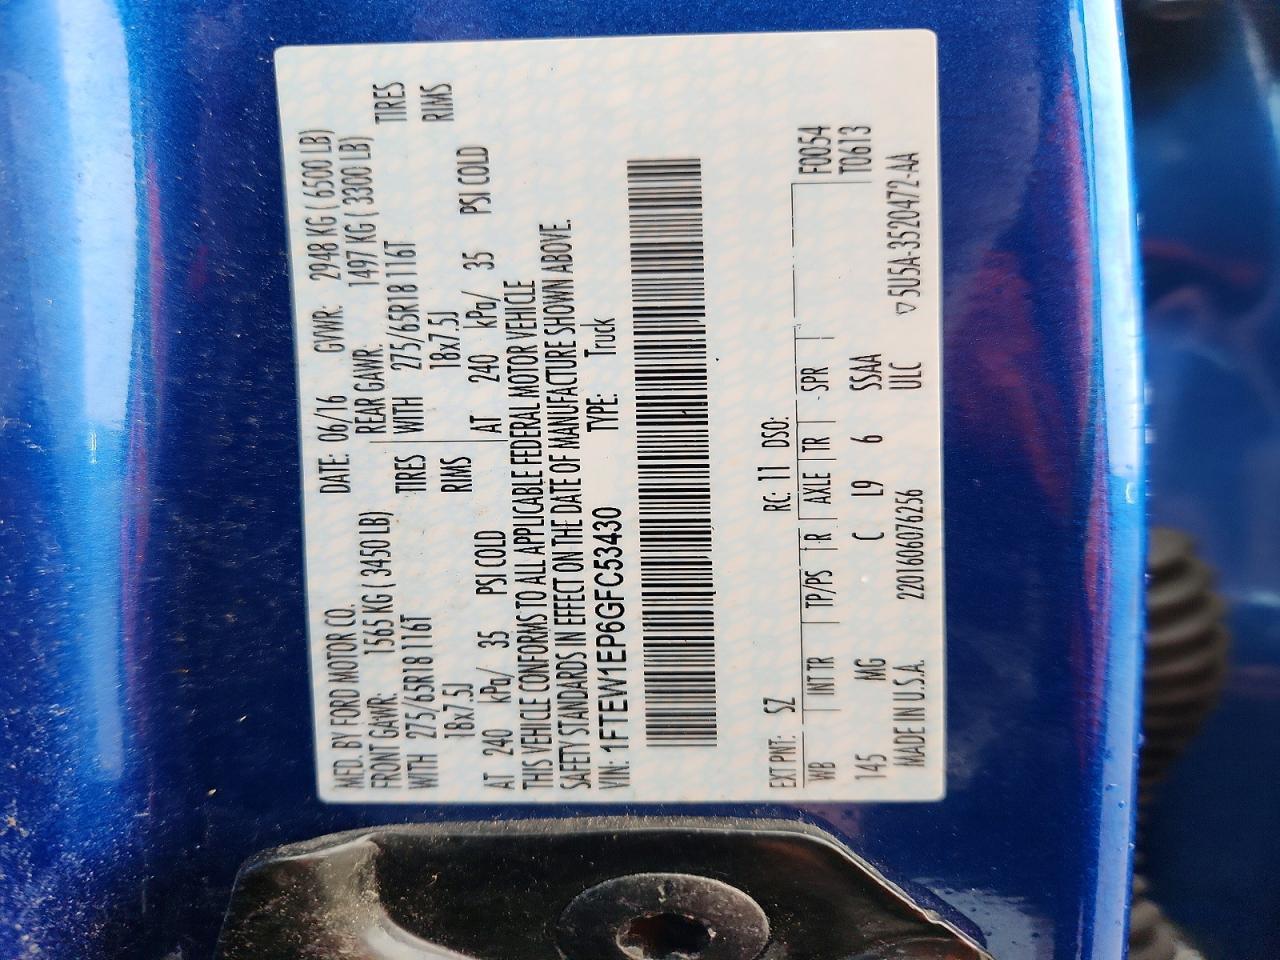 MFD. BY FORD MOTOR CO. DATE: 06/16 GVWR: 2948 KG ( 6500 LB)
FRONT GAWR: 1565 KG ( 3450 LB) REAR GAWR: 1497 KG ( 3300 LB)
WITH 275/65R18 116T TIRES WITH 275/65R18 116T TIRES
18x7.5J RIMS 18x7.5J RIMS
AT 240 kPa/ 35 PSI COLD AT 240 kPa/ 35 PSI COLD
THIS VEHICLE CONFORMS TO ALL APPLICABLE FEDERAL MOTOR VEHICLE
SAFETY STANDARDS IN EFFECT ON THE DATE OF MANUFACTURE SHOWN ABOVE.
VIN: 1FTEW1EP6GFC53430 TYPE: Truck
EXT PNT: SZ RC: 11 DSO:
WB INT TR TP/PS R AXLE TR SPR F0054
145 MG C L9 6 SSAA T0613
MADE IN U.S.A. 2201606076256 ULC ▽5U5A-3520472-AA